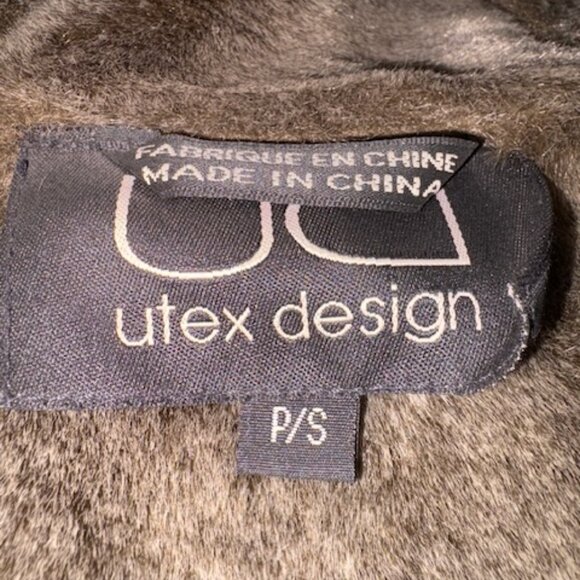 FABRIQUE EN CHINE
MADE IN CHINA
utex design
P/S